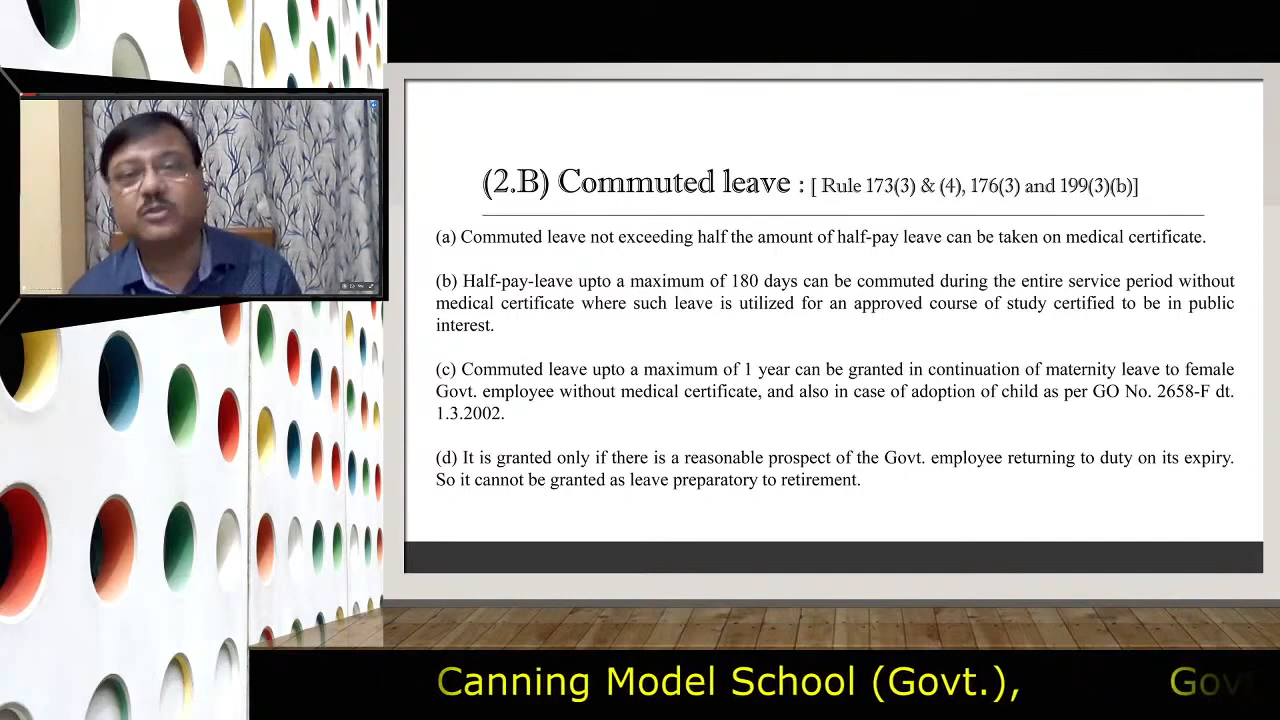 (2.B) Commuted leave : [ Rule 173(3) & (4), 176(3) and 199(3)(b)]
(a) Commuted leave not exceeding half the amount of half-pay leave can be taken on medical certificate.
(b) Half-pay-leave upto a maximum of 180 days can be commuted during the entire service period without
medical certificate where such leave is utilized for an approved course of study certified to be in public
interest.
(c) Commuted leave upto a maximum of 1 year can be granted in continuation of maternity leave to female
Govt. employee without medical certificate, and also in case of adoption of child as per GO No. 2658-F dt.
1.3.2002.
(d) It is granted only if there is a reasonable prospect of the Govt. employee returning to duty on its expiry.
So it cannot be granted as leave preparatory to retirement.
Canning Model School (Govt.), Gov